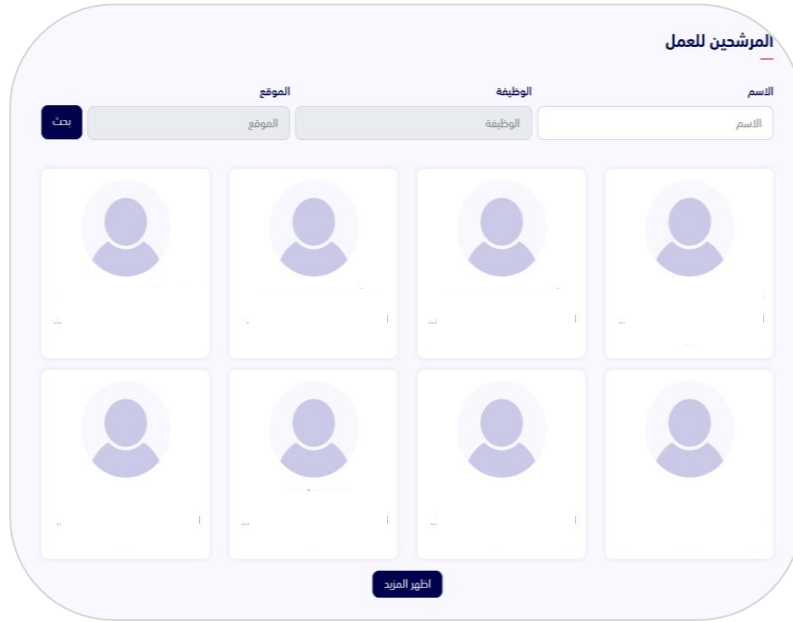 المرشحين للعمل
الاسم الوظيفة الموقع
الاسم الوظيفة الموقع بحث
اظهر المزيد